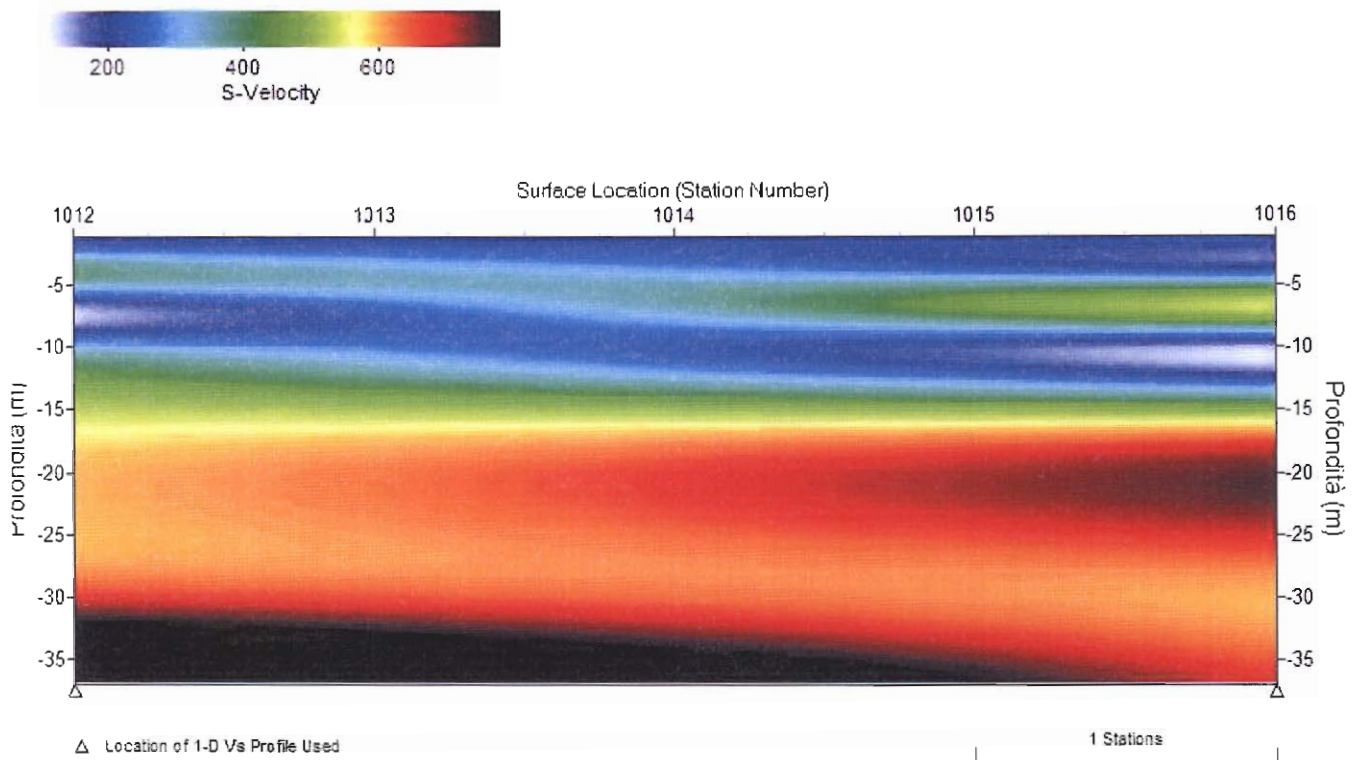 200 400 600
S-Velocity
Surface Location (Station Number)
1012 1013 1014 1015 1016
-5 -5
-10 -10
-15 -15
-20 -20
-25 -25
-30 -30
-35 -35
Profondità (m)
Profondità (m)
△ Location of 1-D Vs Profile Used
1 Stations